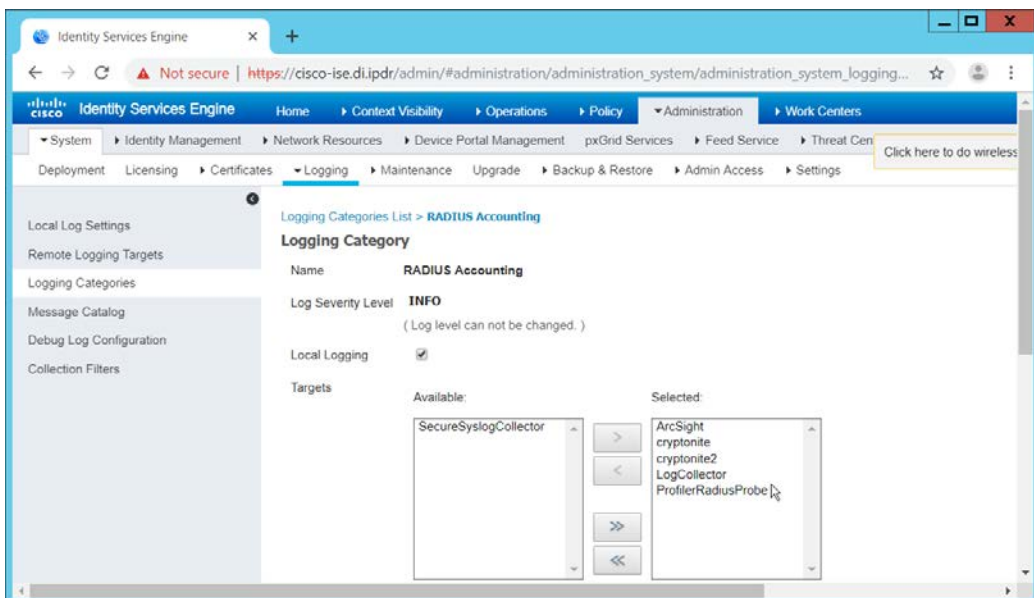 Identity Services Engine
Not secure | https://cisco-ise.di.ipdr/admin/#administration/administration_system/administration_system_logging...
cisco Identity Services Engine Home Context Visibility Operations Policy Administration Work Centers
System Identity Management Network Resources Device Portal Management pxGrid Services Feed Service Threat Cen
Click here to do wireless
Deployment Licensing Certificates Logging Maintenance Upgrade Backup & Restore Admin Access Settings
Local Log Settings
Remote Logging Targets
Logging Categories
Message Catalog
Debug Log Configuration
Collection Filters
Logging Categories List > RADIUS Accounting
Logging Category
Name RADIUS Accounting
Log Severity Level INFO
( Log level can not be changed. )
Local Logging
Targets
Available:
SecureSyslogCollector
Selected:
ArcSight
cryptonite
cryptonite2
LogCollector
ProfilerRadiusProbe